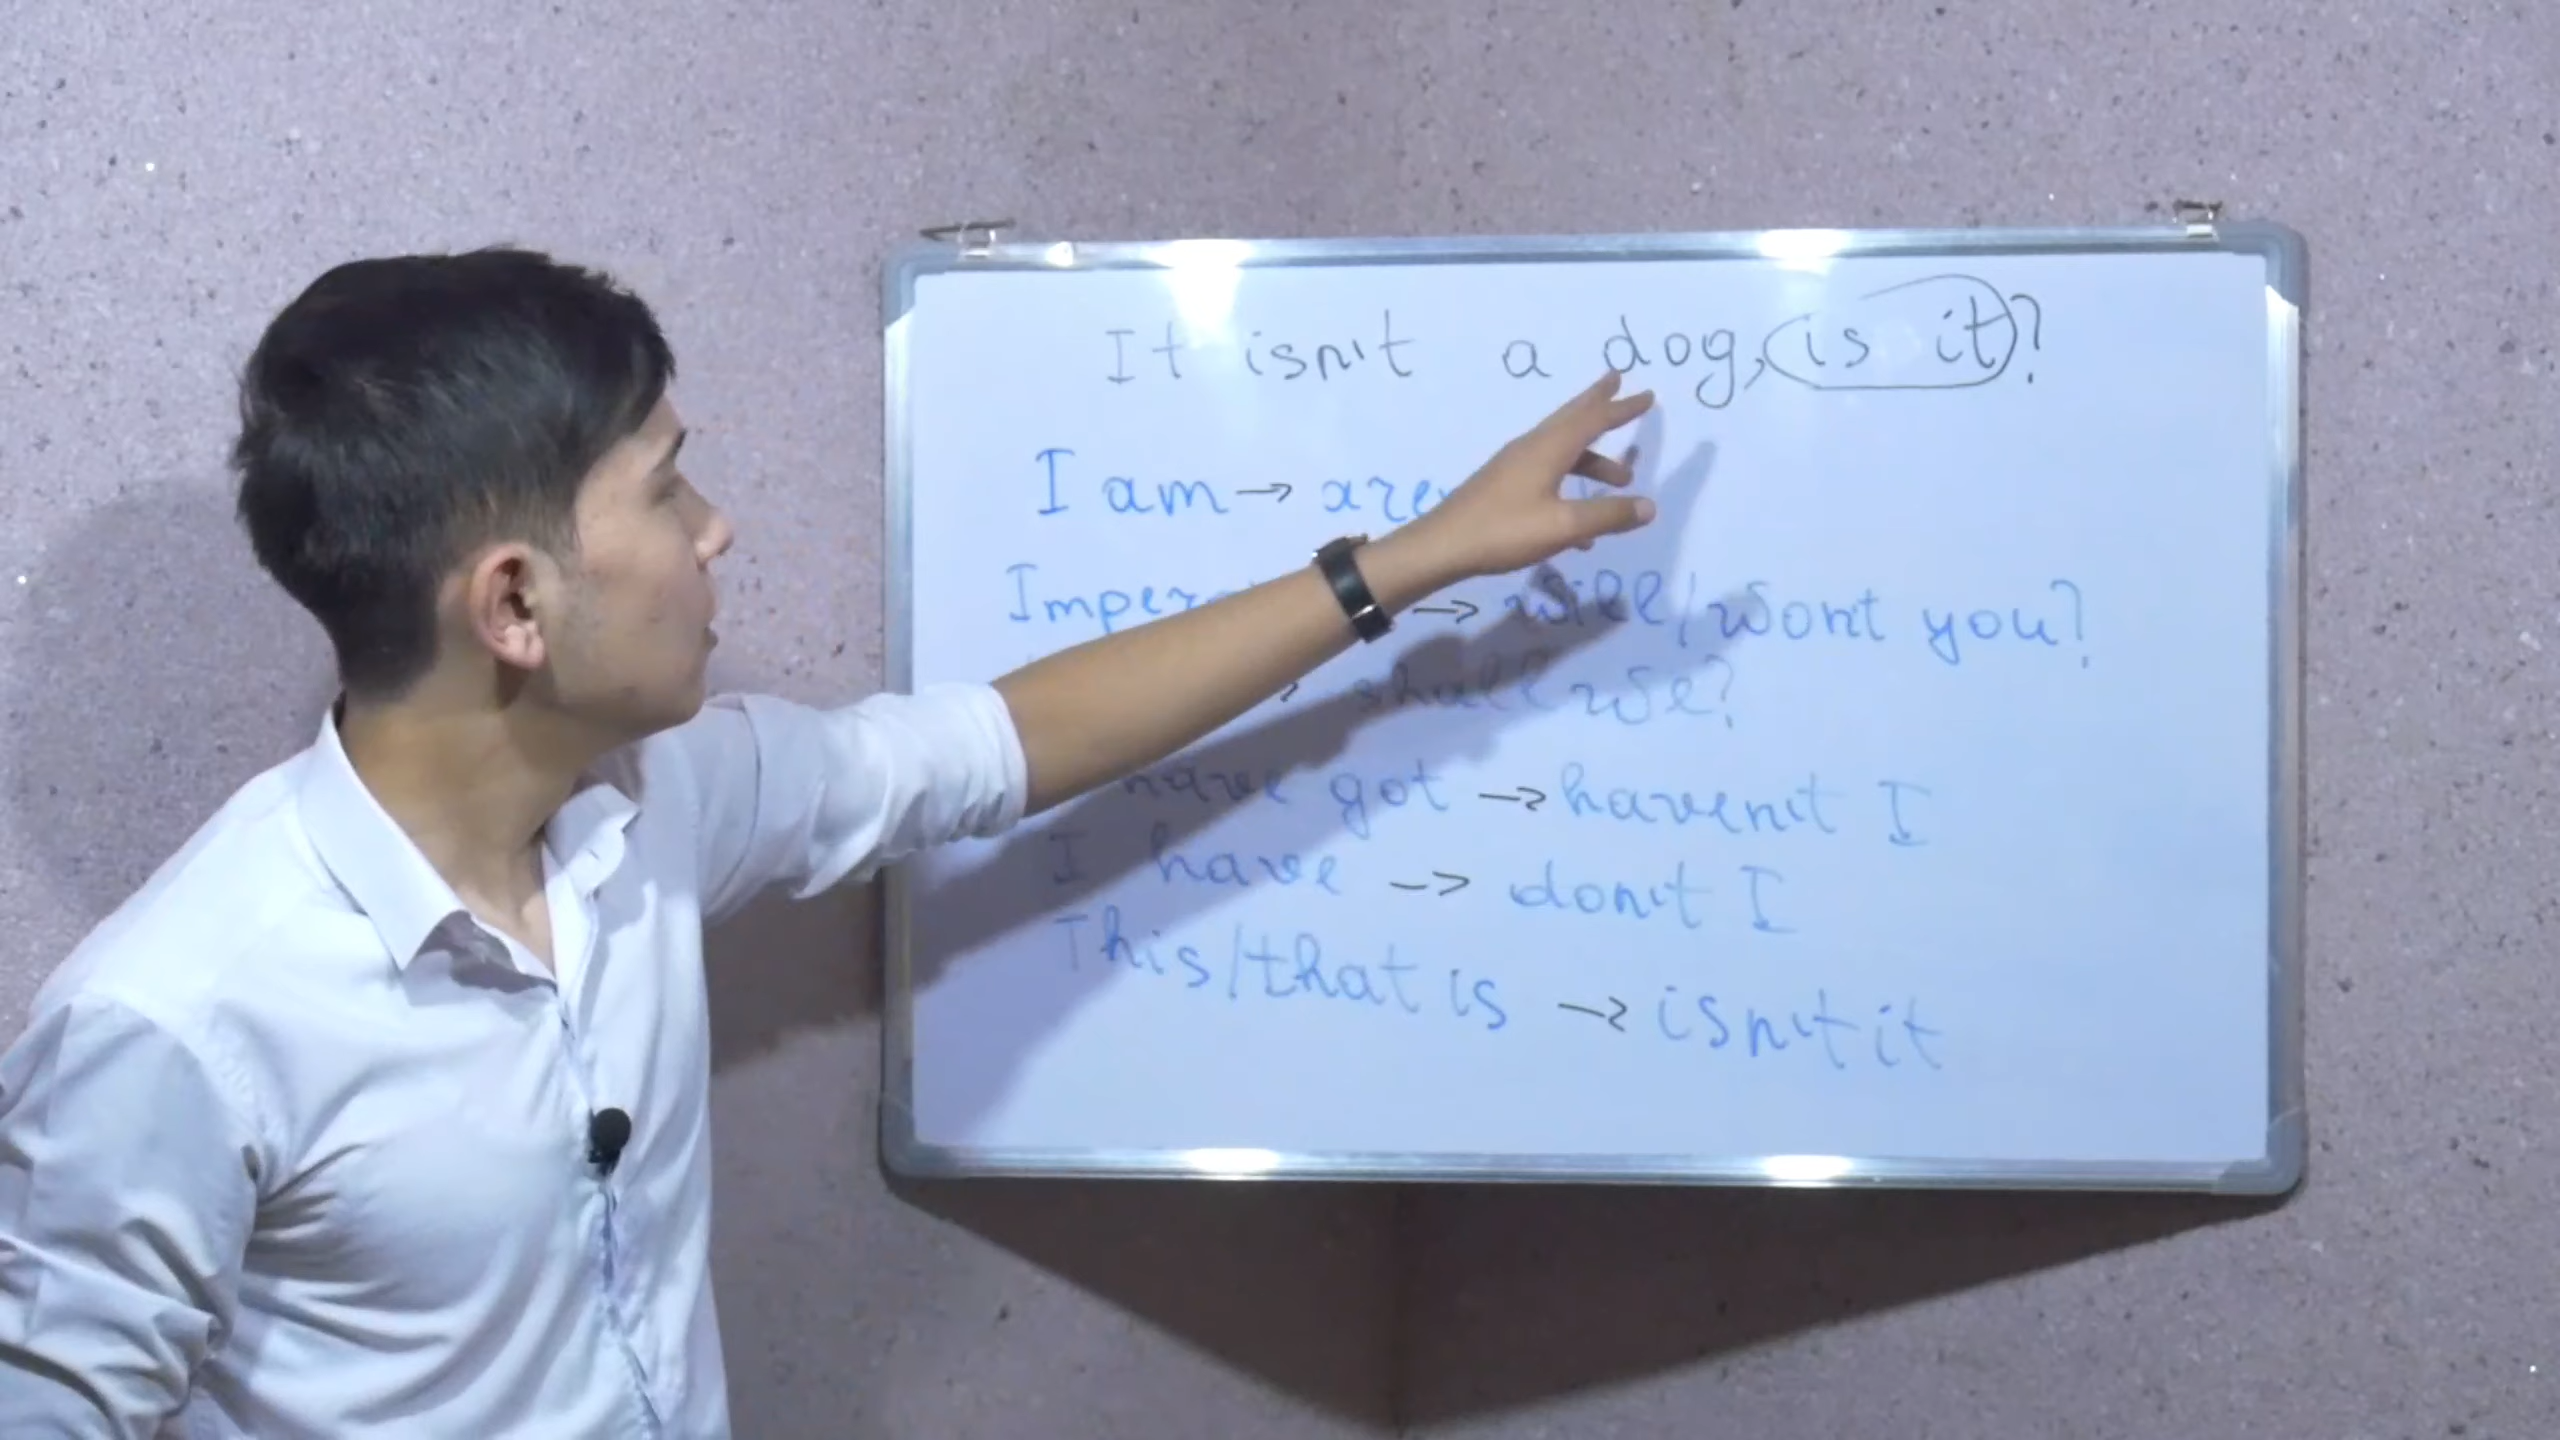 It isn't a dog, is it?
I am → aren
Imper → will/won't you?
→ shall we?
have got → haven't I
I have → don't I
This/that is → isn't it